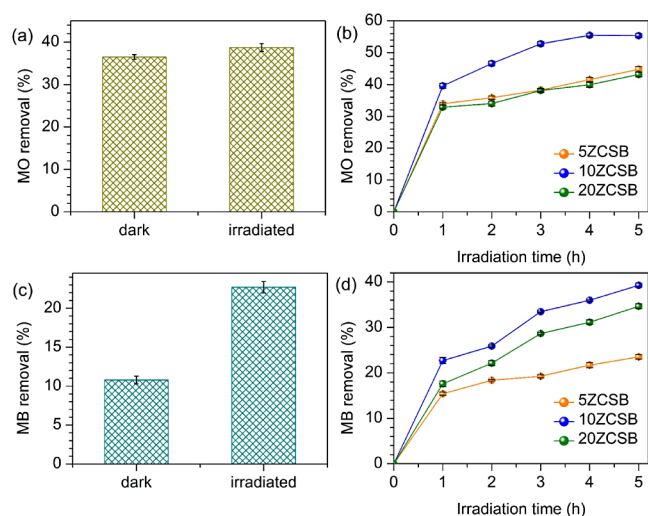 (a)
MO removal (%)
40
30
20
10
0
dark
irradiated
(b)
MO removal (%)
60
50
40
30
20
10
0
5ZCSB
10ZCSB
20ZCSB
0 1 2 3 4 5
Irradiation time (h)
(c)
MB removal (%)
20
15
10
5
0
dark
irradiated
(d)
MB removal (%)
40
30
20
10
0
5ZCSB
10ZCSB
20ZCSB
0 1 2 3 4 5
Irradiation time (h)